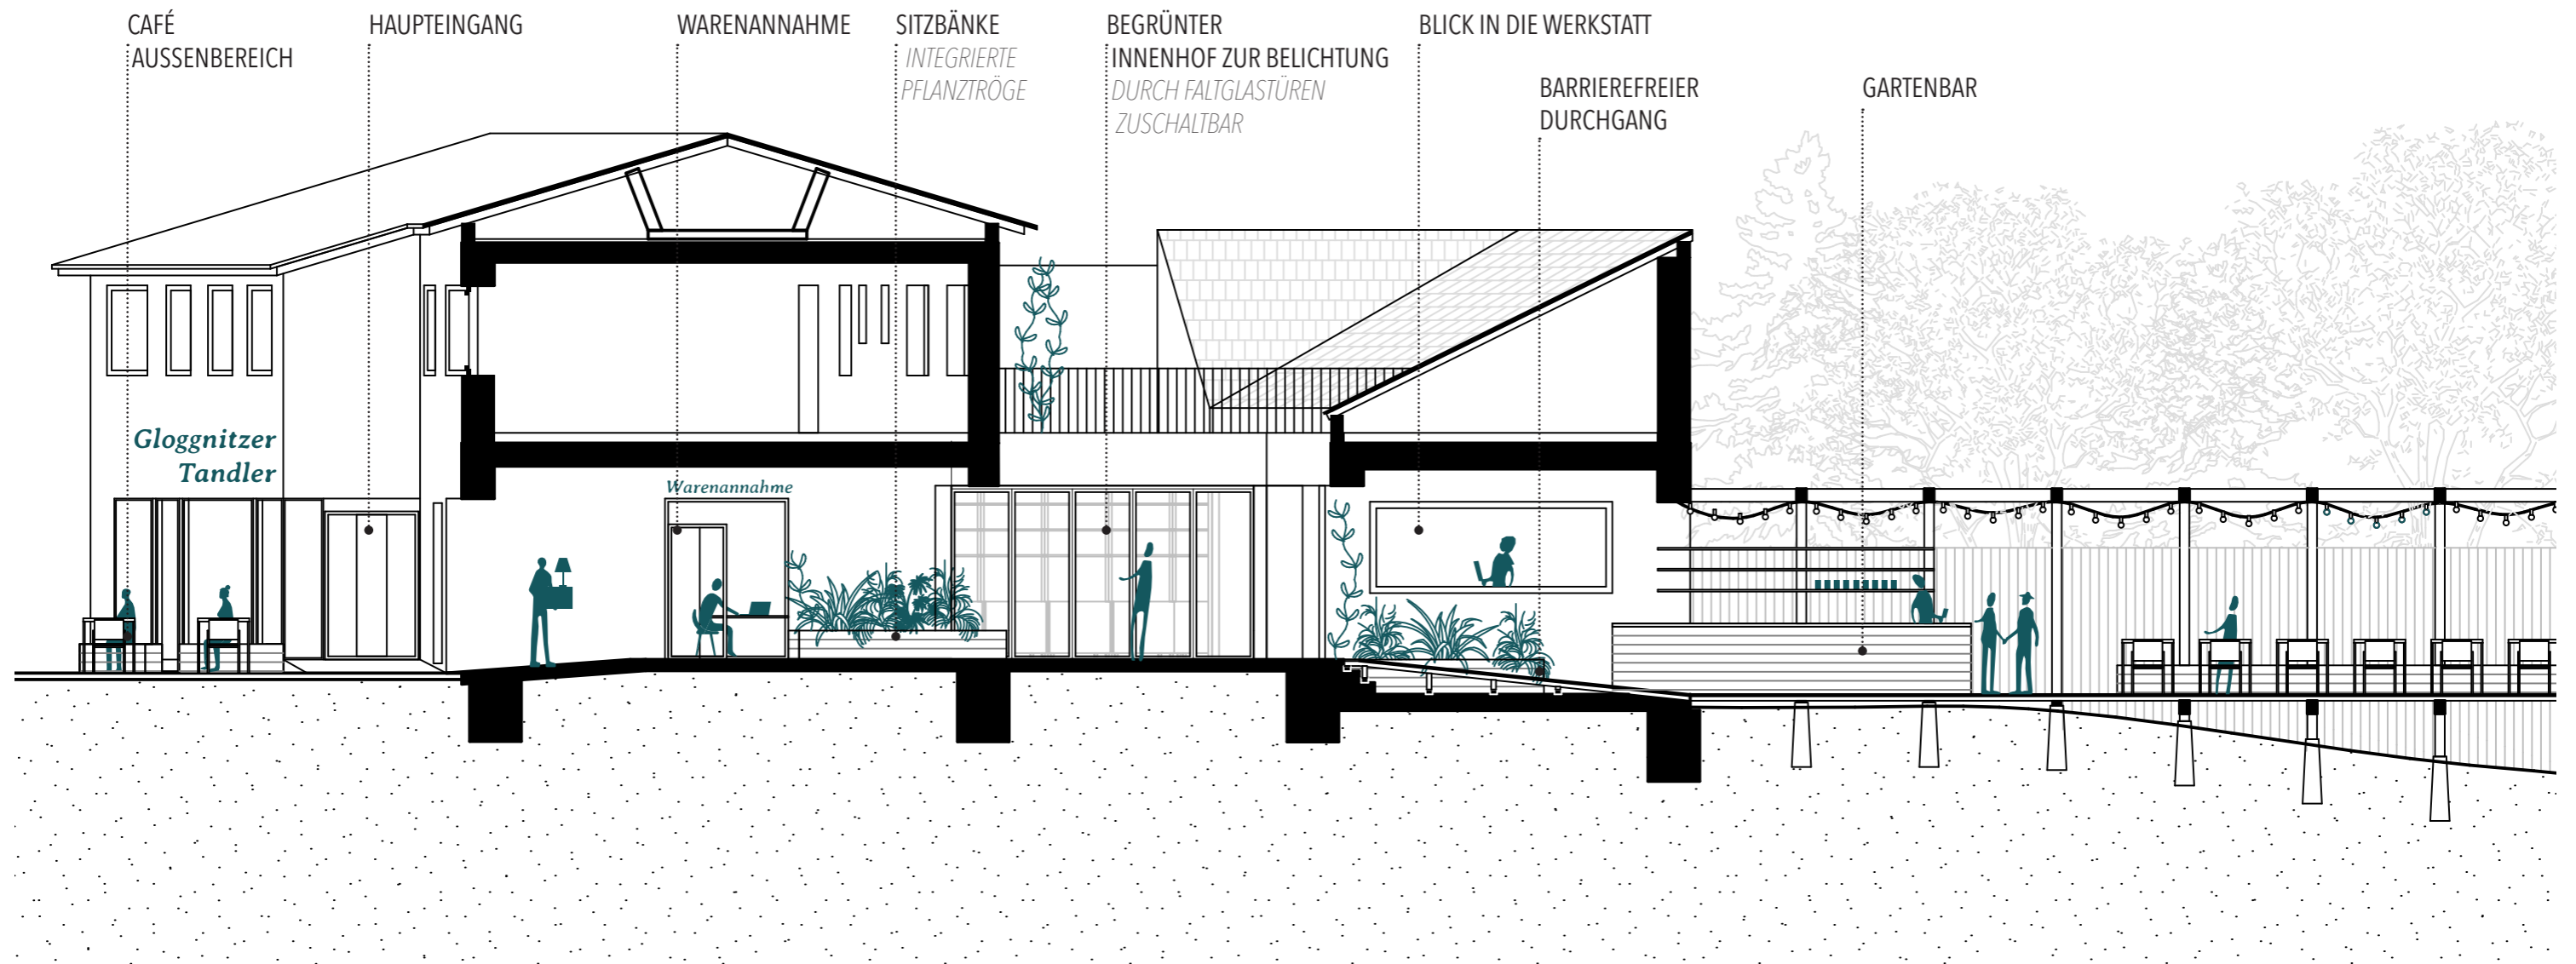 CAFÉ
AUSSENBEREICH
HAUPTEINGANG
WARENANNAHME
SITZBÄNKE
INTEGRIERTE
PFLANZTRÖGE
BEGRÜNTER
INNENHOF ZUR BELICHTUNG
DURCH FALTGLASTÜREN
ZUSCHALTBAR
BLICK IN DIE WERKSTATT
BARRIEREFREIER
DURCHGANG
GARTENBAR
Gloggnitzer
Tandler
Warenannahme